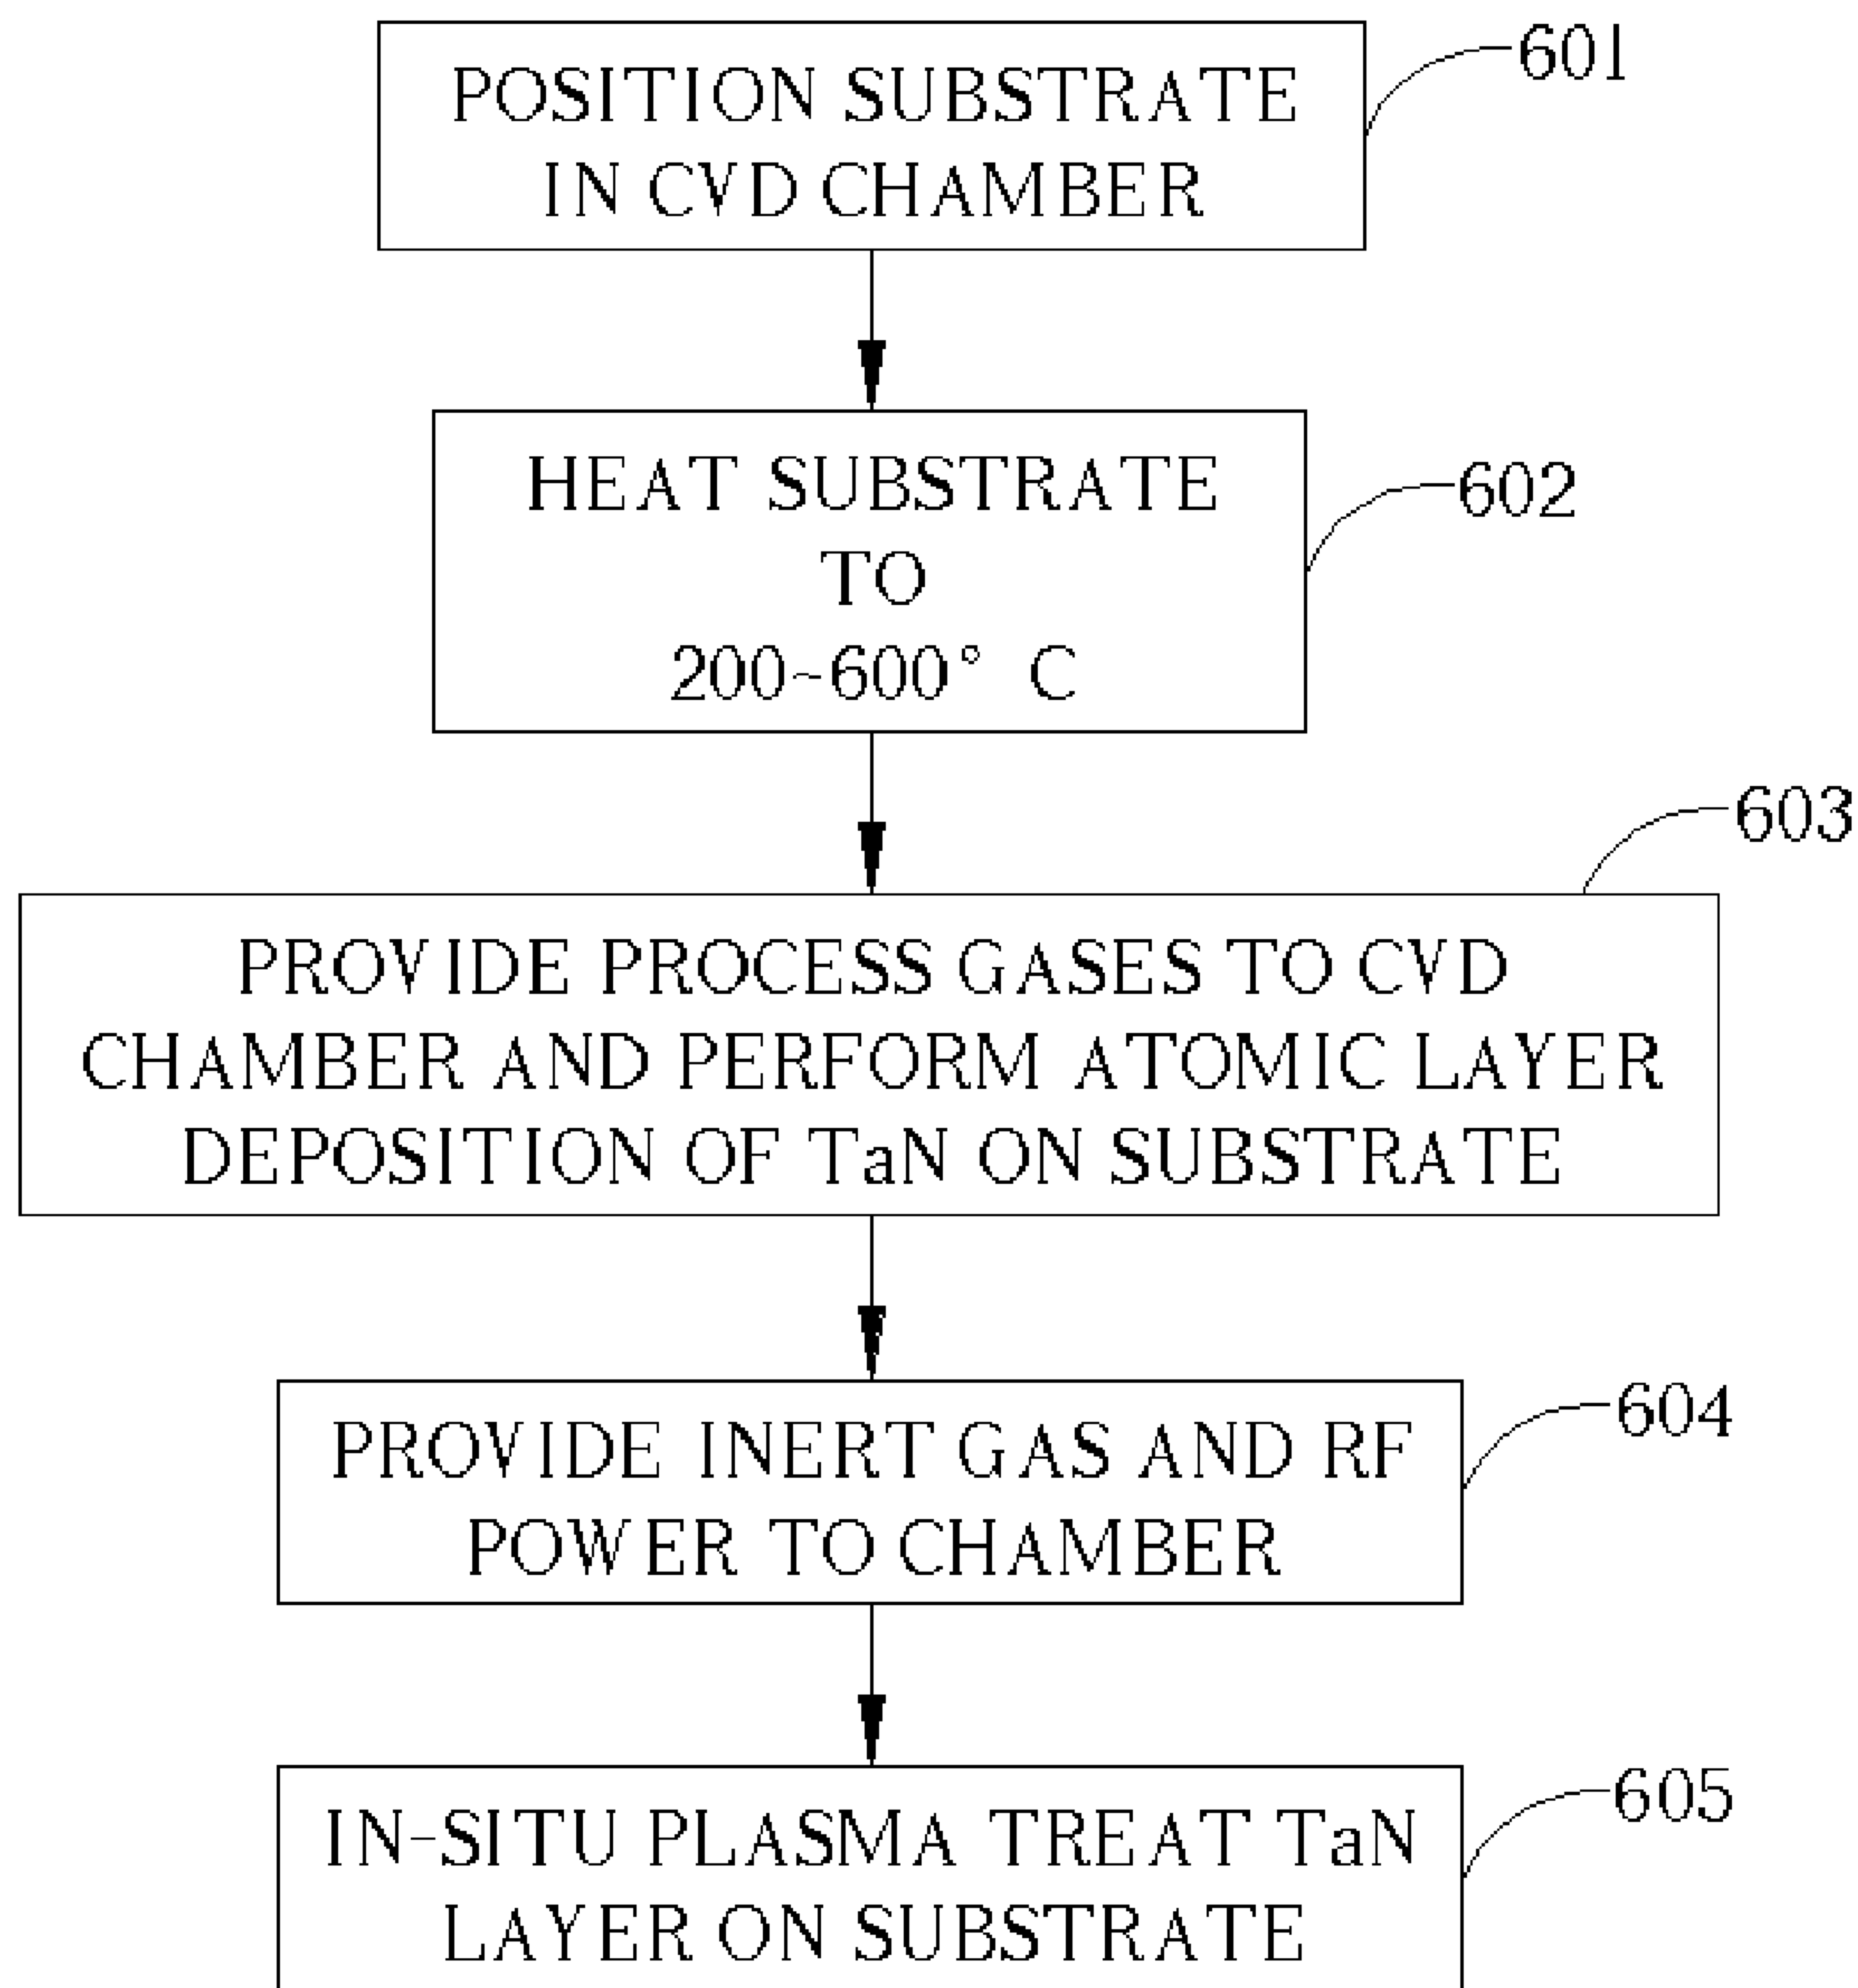 POSITION SUBSTRATE
IN CVD CHAMBER
601
HEAT SUBSTRATE
TO
200~600° C
602
603
PROVIDE PROCESS GASES TO CVD
CHAMBER AND PERFORM ATOMIC LAYER
DEPOSITION OF TaN ON SUBSTRATE
PROVIDE INERT GAS AND RF
POWER TO CHAMBER
604
IN-SITU PLASMA TREAT TaN
LAYER ON SUBSTRATE
605